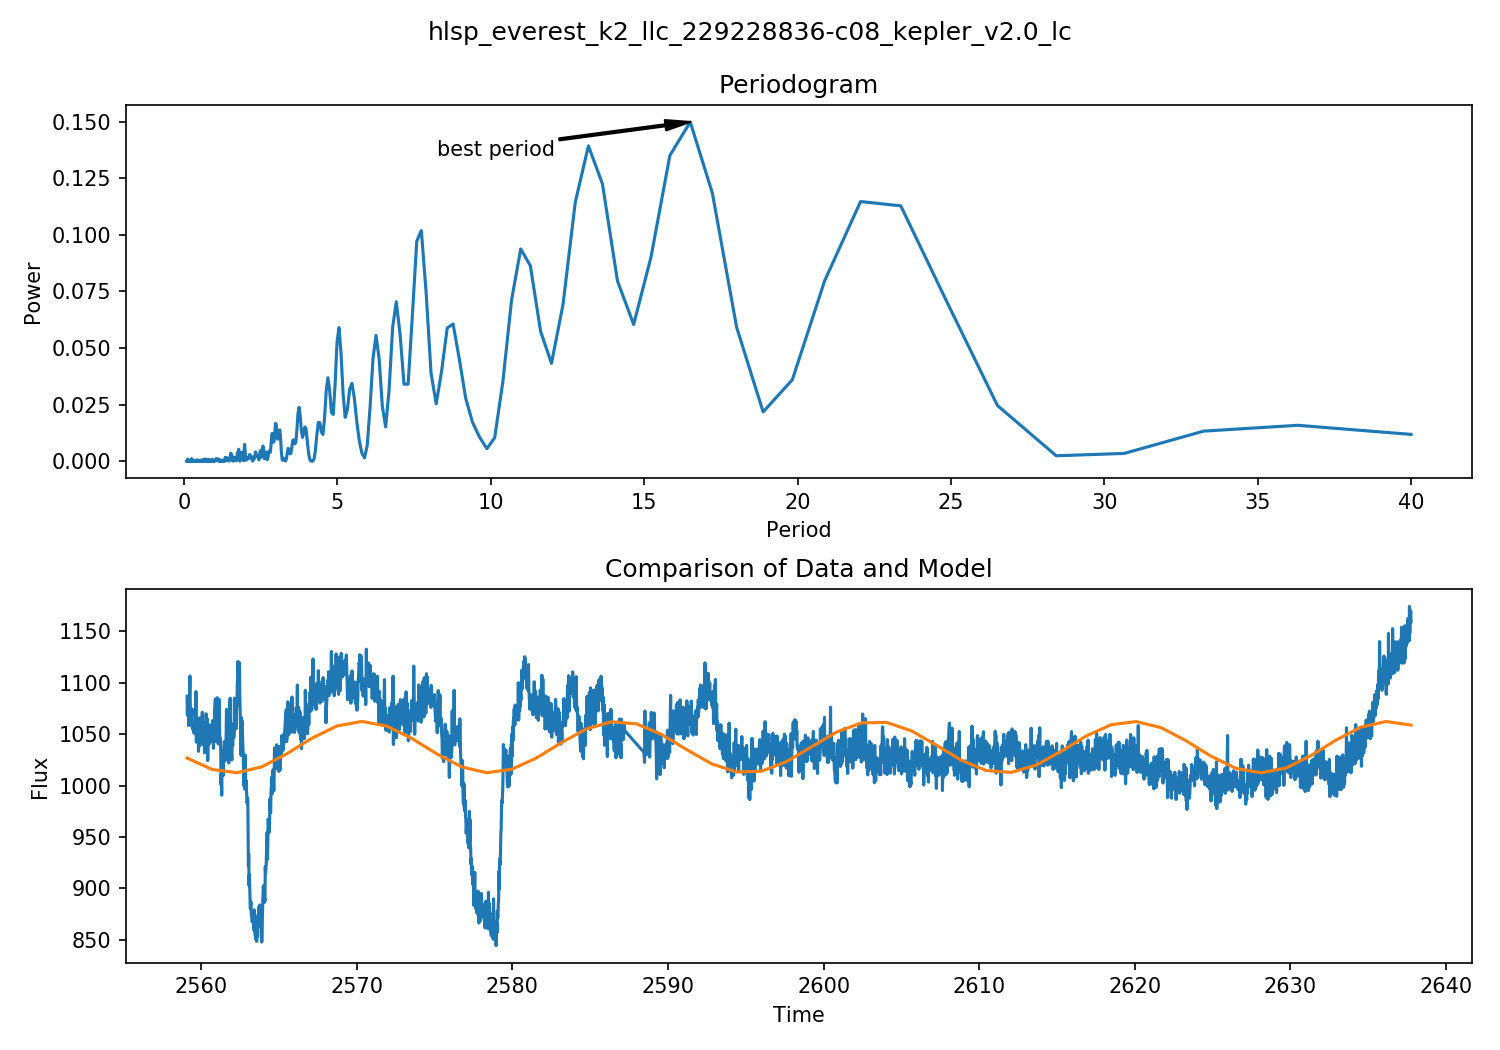 hlsp_everest_k2_llc_229228836-c08_kepler_v2.0_lc
Periodogram
0.150
0.125
0.100
0.075
0.050
0.025
0.000
Power
best period
0 5 10 15 20 25 30 35 40
Period
Comparison of Data and Model
1150
1100
1050
1000
950
900
850
Flux
2560 2570 2580 2590 2600 2610 2620 2630 2640
Time